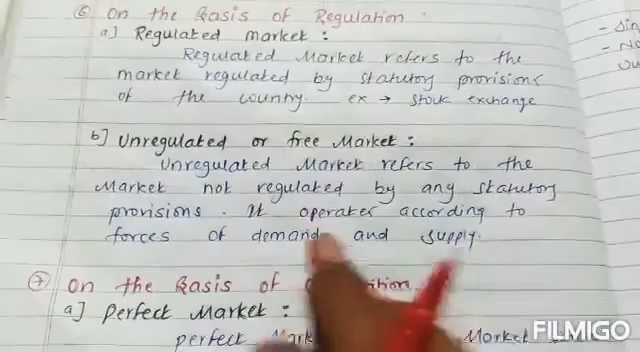 ⑥ on the Basis of Regulation
a] Regulated market :
Regulated Market refers to the
market regulated by statutory provisions
of the country. ex → stock exchange
b] unregulated or free Market :
unregulated Market refers to the
Market not regulated by any statutory
provisions. It operates according to
forces of demand and supply.
⑦ on the Basis of
a] perfect Market :
perfect Market
FILMIGO